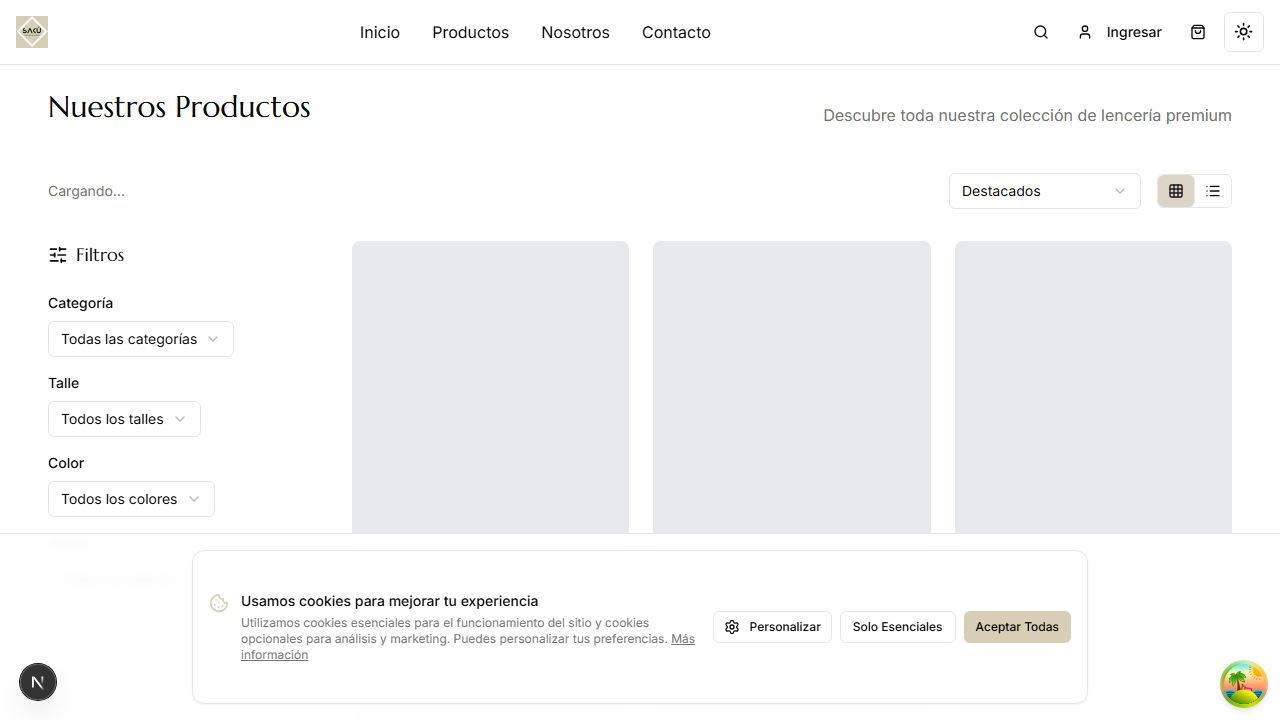 SAKÚ
Inicio
Productos
Nosotros
Contacto
Ingresar
Nuestros Productos
Descubre toda nuestra colección de lencería premium
Cargando...
Destacados
Filtros
Categoría
Todas las categorías
Talle
Todos los talles
Color
Todos los colores
Usamos cookies para mejorar tu experiencia
Utilizamos cookies esenciales para el funcionamiento del sitio y cookies
opcionales para análisis y marketing. Puedes personalizar tus preferencias. Más
información
Personalizar
Solo Esenciales
Aceptar Todas
N